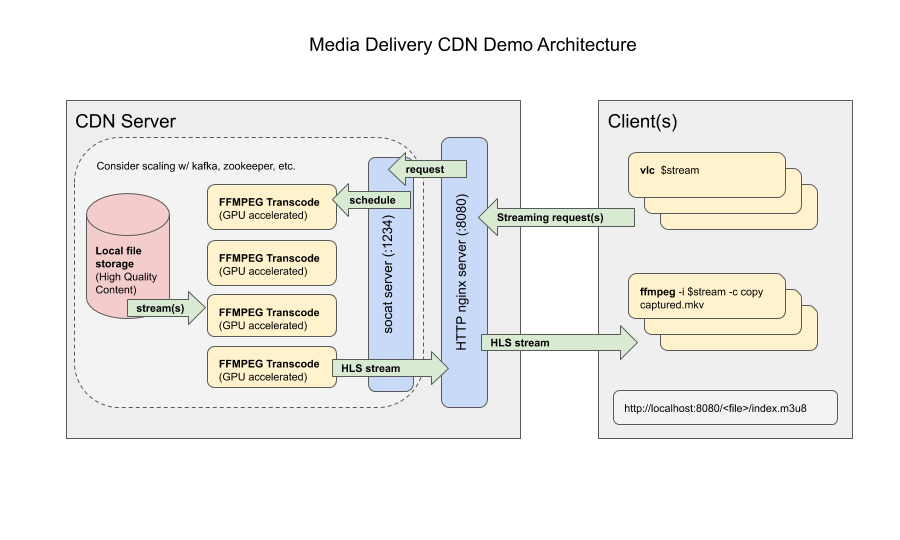 Media Delivery CDN Demo Architecture
CDN Server
Consider scaling w/ kafka, zookeeper, etc.
Local file
storage
(High Quality
Content)
stream(s)
FFMPEG Transcode
(GPU accelerated)
FFMPEG Transcode
(GPU accelerated)
FFMPEG Transcode
(GPU accelerated)
FFMPEG Transcode
(GPU accelerated)
request
schedule
socat server (:1234)
HLS stream
HTTP nginx server (:8080)
Streaming request(s)
HLS stream
Client(s)
vlc $stream
ffmpeg -i $stream -c copy
captured.mkv
http://localhost:8080/<file>/index.m3u8